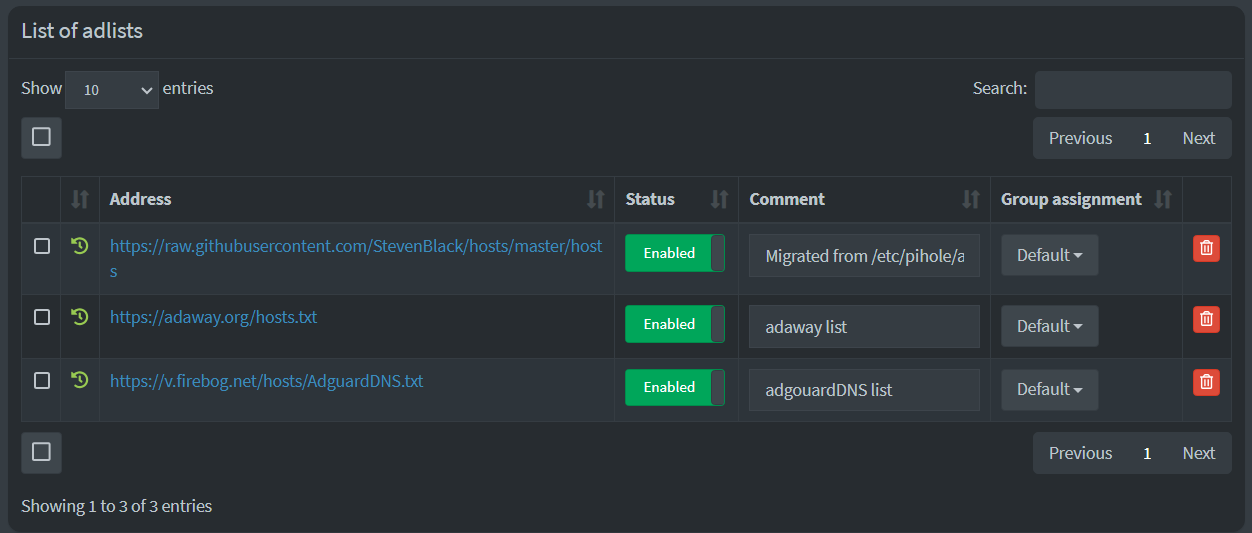 List of adlists
Show 10 entries Search:
Previous 1 Next
Address Status Comment Group assignment
https://raw.githubusercontent.com/StevenBlack/hosts/master/host
s
Enabled Migrated from /etc/pihole/a Default
https://adaway.org/hosts.txt Enabled adaway list Default
https://v.firebog.net/hosts/AdguardDNS.txt Enabled adgouardDNS list Default
Previous 1 Next
Showing 1 to 3 of 3 entries